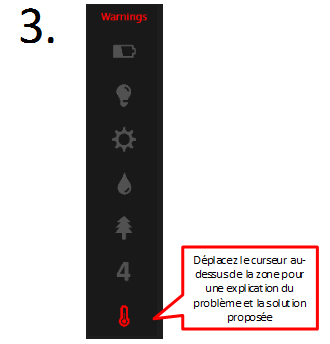 3.
Warnings
4
Déplacez le curseur au-
dessus de la zone pour
une explication du
problème et la solution
proposée